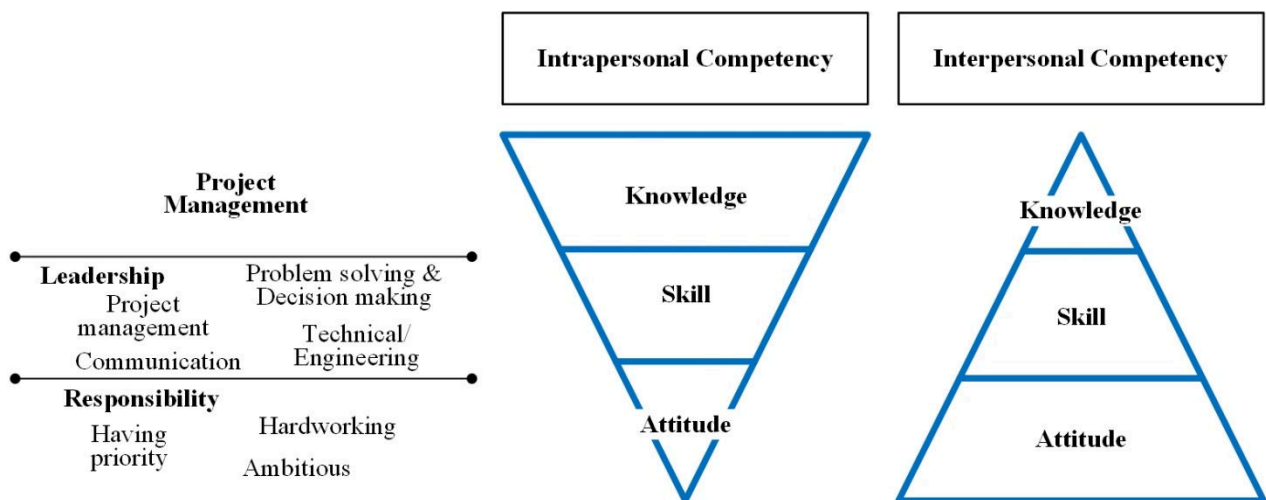 Intrapersonal Competency
Interpersonal Competency
Project
Management
Leadership
Project
management
Communication
Problem solving &
Decision making
Technical/
Engineering
Responsibility
Having
priority
Hardworking
Ambitious
Knowledge
Skill
Attitude
Knowledge
Skill
Attitude